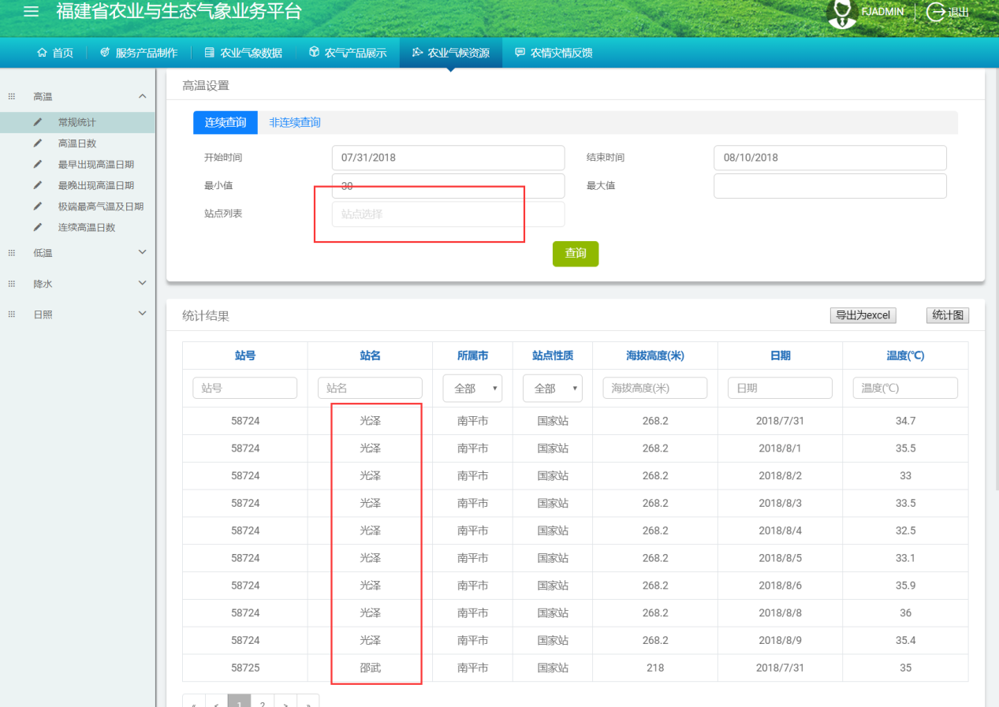 福建省农业与生态气象业务平台
FJADMIN 退出
首页 服务产品制作 农业气象数据 农气产品展示 农业气候资源 农情灾情反馈
高温
常规统计
高温日数
最早出现高温日期
最晚出现高温日期
极端最高气温及日期
连续高温日数
低温
降水
日照
高温设置
连续查询 非连续查询
开始时间 07/31/2018 结束时间 08/10/2018
最小值 30 最大值
站点列表 站点选择
查询
统计结果 导出为excel 统计图
站号 站名 所属市 站点性质 海拔高度(米) 日期 温度(℃)
站号 站名 全部 全部 海拔高度(米) 日期 温度(℃)
58724 光泽 南平市 国家站 268.2 2018/7/31 34.7
58724 光泽 南平市 国家站 268.2 2018/8/1 35.5
58724 光泽 南平市 国家站 268.2 2018/8/2 33
58724 光泽 南平市 国家站 268.2 2018/8/3 33.5
58724 光泽 南平市 国家站 268.2 2018/8/4 32.5
58724 光泽 南平市 国家站 268.2 2018/8/5 33.1
58724 光泽 南平市 国家站 268.2 2018/8/6 35.9
58724 光泽 南平市 国家站 268.2 2018/8/8 36
58724 光泽 南平市 国家站 268.2 2018/8/9 35.4
58725 邵武 南平市 国家站 218 2018/7/31 35
« < 1 2 > »